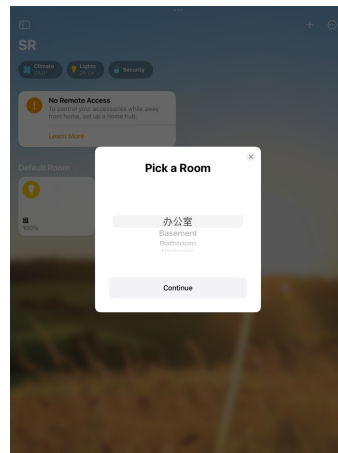 SR
Climate
Lights
Security
No Remote Access
To control your accessories while away
from home, set up a home hub.
Learn More
Default Room
100%
Pick a Room
办公室
Basement
Bathroom
Continue